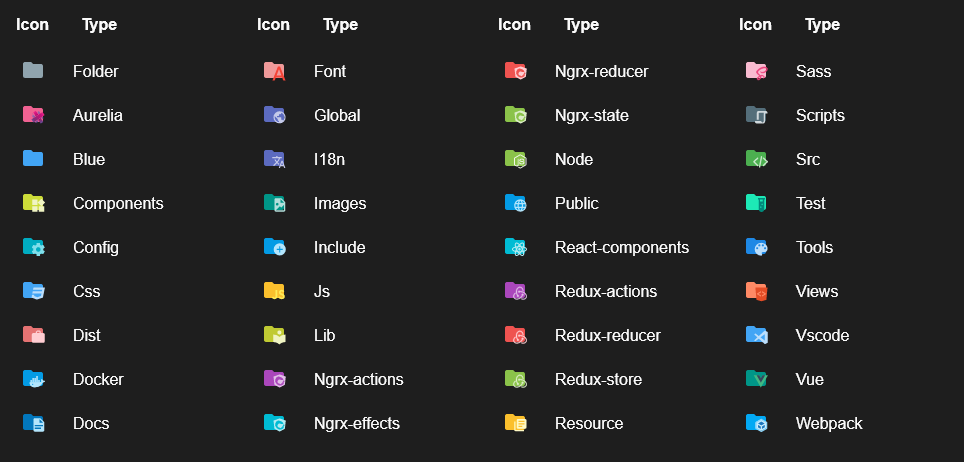 Icon Type Icon Type Icon Type Icon Type
Folder Font Ngrx-reducer Sass
Aurelia Global Ngrx-state Scripts
Blue I18n Node Src
Components Images Public Test
Config Include React-components Tools
Css Js Redux-actions Views
Dist Lib Redux-reducer Vscode
Docker Ngrx-actions Redux-store Vue
Docs Ngrx-effects Resource Webpack